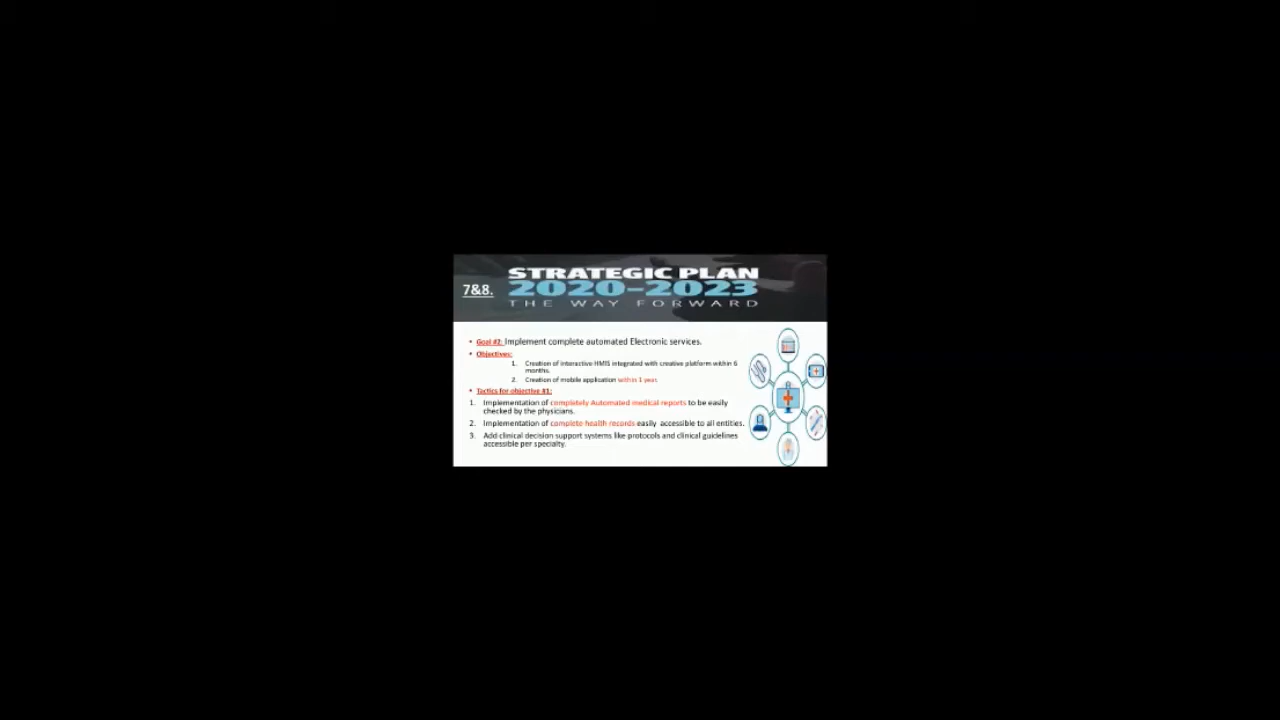 7&8.
STRATEGIC PLAN
2020-2023
THE WAY FORWARD
• Goal #2: Implement complete automated Electronic services.
• Objectives:
1. Creation of interactive HMIS integrated with creative platform within 6
months.
2. Creation of mobile application within 1 year.
• Tactics for objective #1:
1. Implementation of completely Automated medical reports to be easily
checked by the physicians.
2. Implementation of complete health records easily accessible to all entities.
3. Add clinical decision support systems like protocols and clinical guidelines
accessible per specialty.